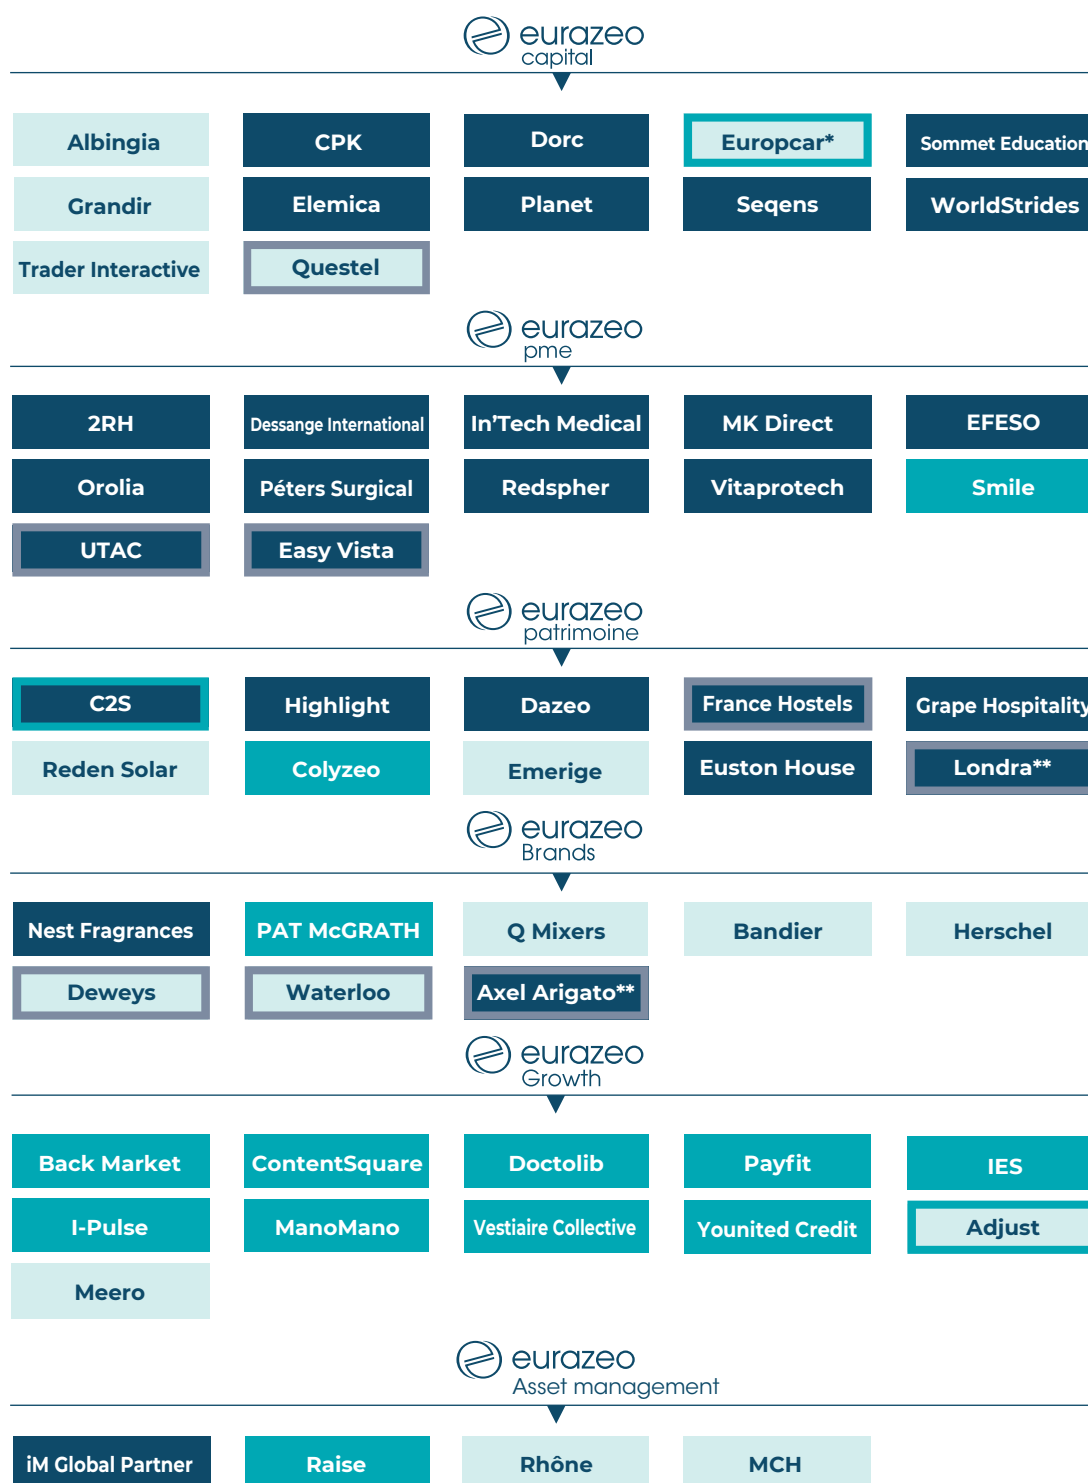 eurazeo
capital
Albingia CPK Dorc Europcar* Sommet Education
Grandir Elemica Planet Seqens WorldStrides
Trader Interactive Questel
eurazeo
pme
2RH Dessange International In'Tech Medical MK Direct EFESO
Orolia Péters Surgical Redspher Vitaprotech Smile
UTAC Easy Vista
eurazeo
patrimoine
C2S Highlight Dazeo France Hostels Grape Hospitality
Reden Solar Colyzeo Emerige Euston House Londra**
eurazeo
Brands
Nest Fragrances PAT McGRATH Q Mixers Bandier Herschel
Deweys Waterloo Axel Arigato**
eurazeo
Growth
Back Market ContentSquare Doctolib Payfit IES
I-Pulse ManoMano Vestiaire Collective Younited Credit Adjust
Meero
eurazeo
Asset management
iM Global Partner Raise Rhône MCH